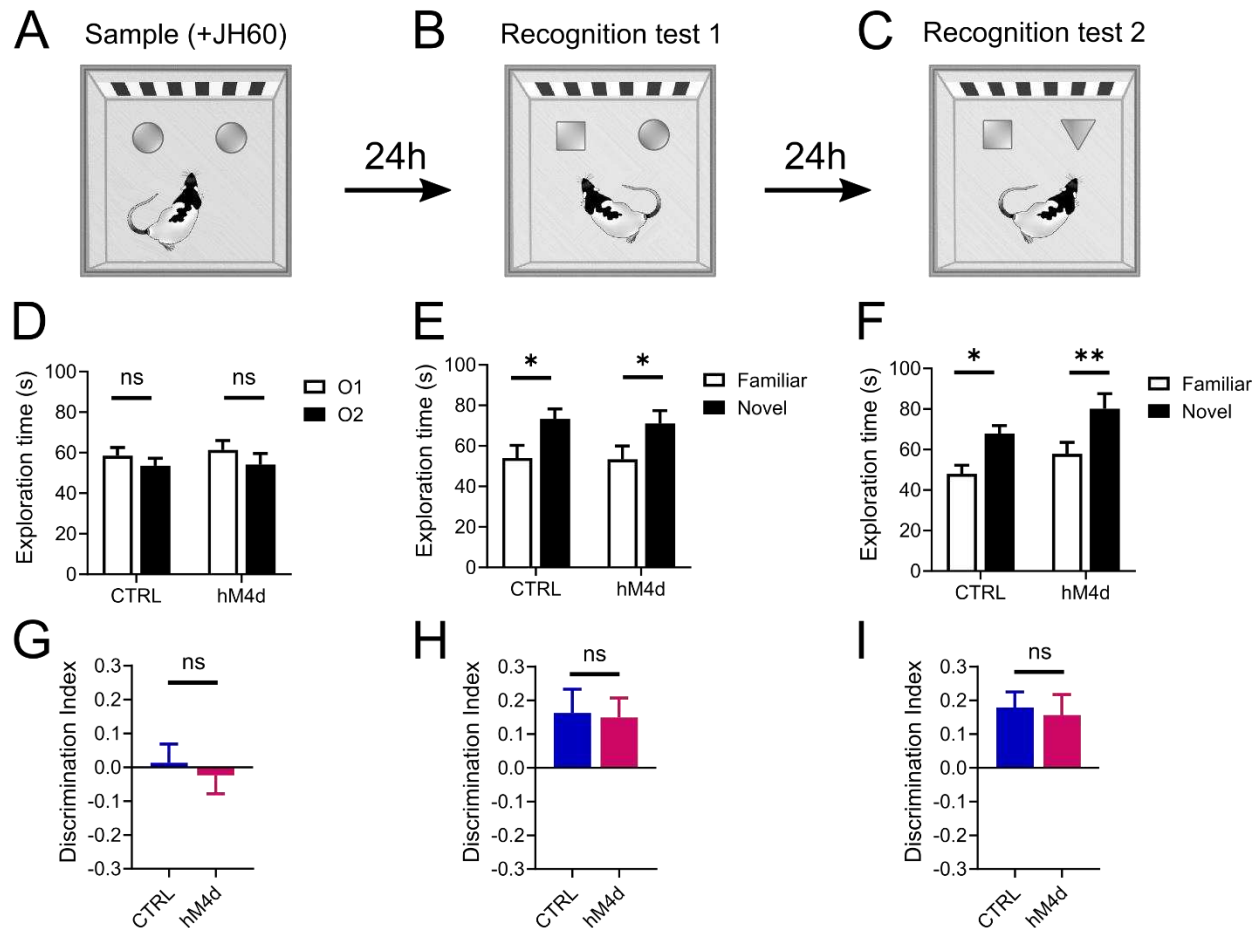 A Sample (+JH60)
B Recognition test 1
C Recognition test 2
24h
24h
D
Exploration time (s)
100
80
60
40
20
0
ns
ns
O1
O2
CTRL
hM4d
E
Exploration time (s)
100
80
60
40
20
0
*
*
Familiar
Novel
CTRL
hM4d
F
Exploration time (s)
100
80
60
40
20
0
*
**
Familiar
Novel
CTRL
hM4d
G
Discrimination Index
0.3
0.2
0.1
0.0
-0.1
-0.2
-0.3
ns
CTRL
hM4d
H
Discrimination Index
0.3
0.2
0.1
0.0
-0.1
-0.2
-0.3
ns
CTRL
hM4d
I
Discrimination Index
0.3
0.2
0.1
0.0
-0.1
-0.2
-0.3
ns
CTRL
hM4d